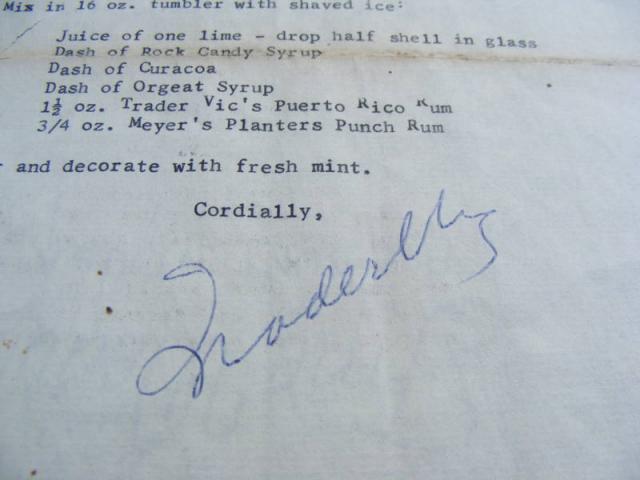 Mix in 16 oz. tumbler with shaved ice:
Juice of one lime - drop half shell in glass
Dash of Rock Candy Syrup
Dash of Curacoa
Dash of Orgeat Syrup
1½ oz. Trader Vic's Puerto Rico Rum
3/4 oz. Meyer's Planters Punch Rum
and decorate with fresh mint.
Cordially,
Trader Vic